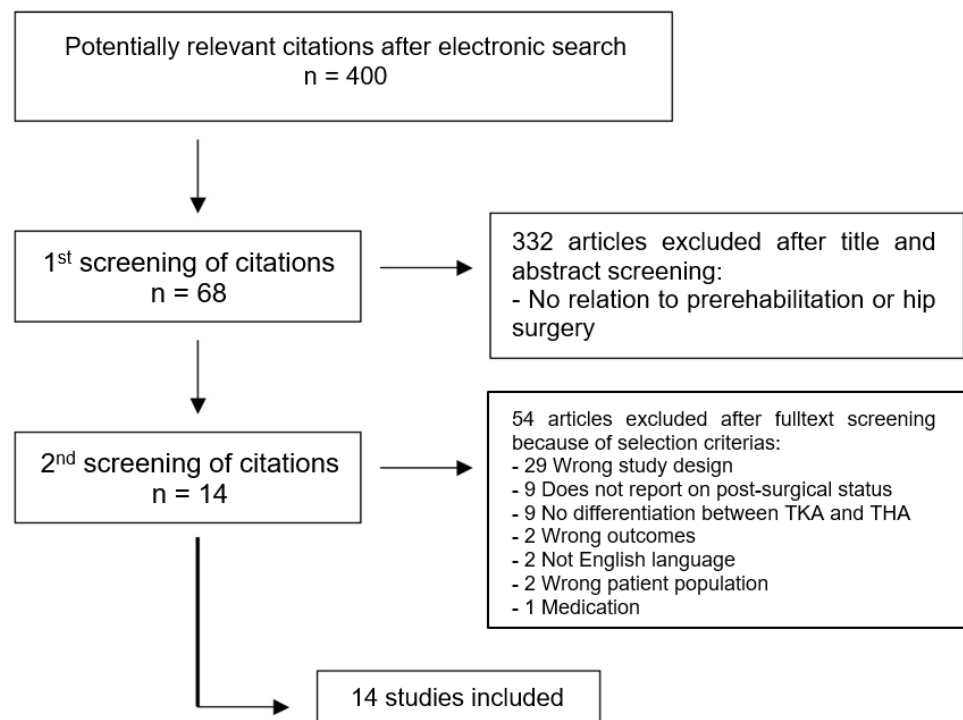 Potentially relevant citations after electronic search
n = 400
1st screening of citations
n = 68
332 articles excluded after title and
abstract screening:
- No relation to prerehabilitation or hip
surgery
2nd screening of citations
n = 14
54 articles excluded after fulltext screening
because of selection criterias:
- 29 Wrong study design
- 9 Does not report on post-surgical status
- 9 No differentiation between TKA and THA
- 2 Wrong outcomes
- 2 Not English language
- 2 Wrong patient population
- 1 Medication
14 studies included